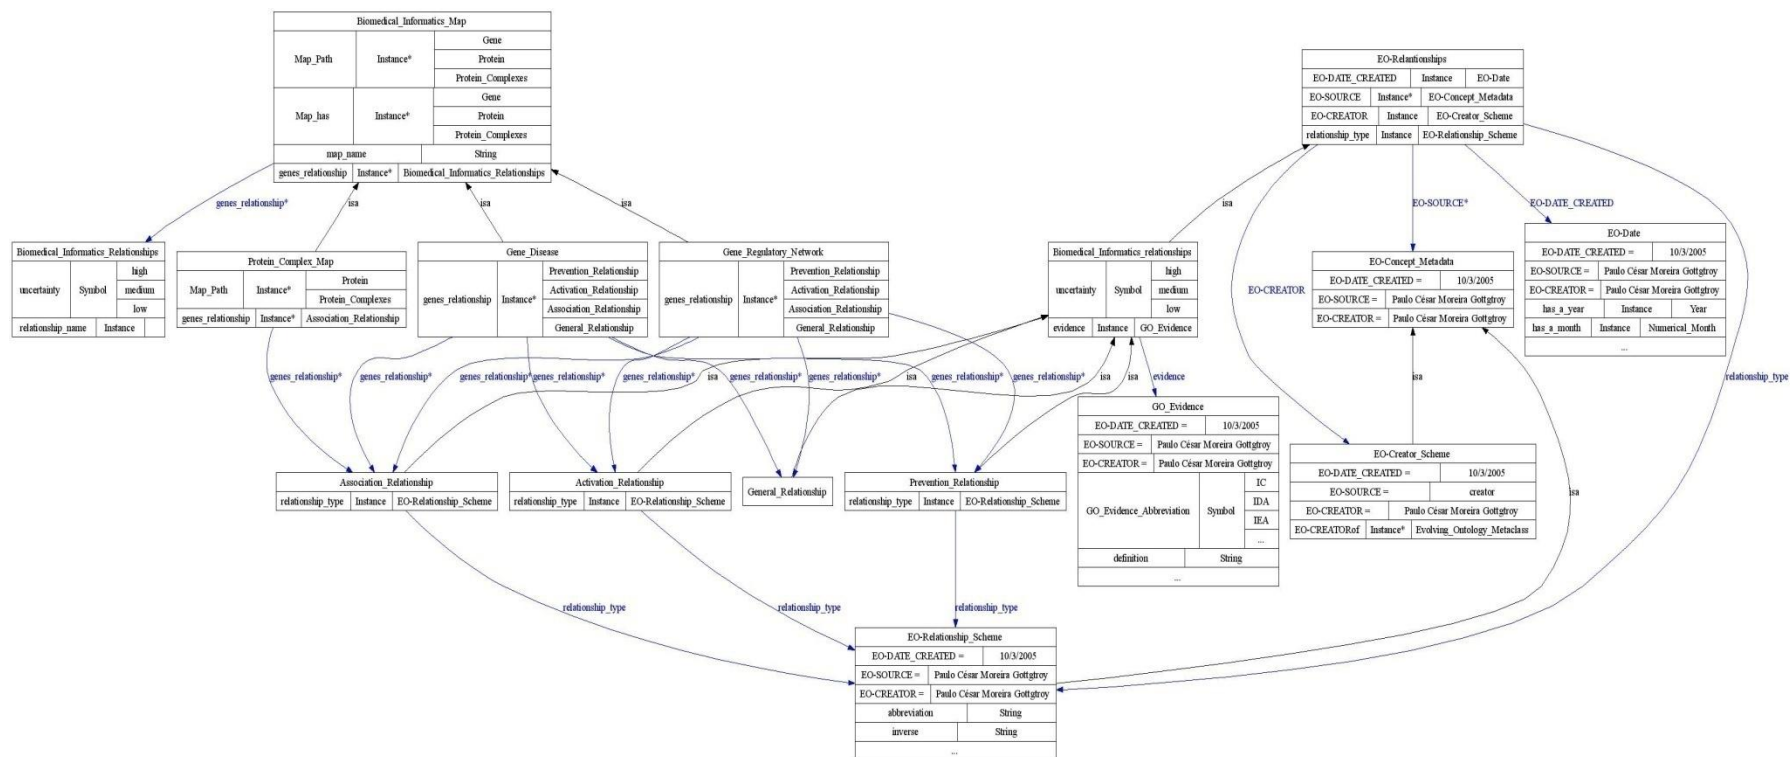 Biomedical_Informatics_Map
Map_Path Instance* Gene
Protein
Protein_Complexes
Map_has Instance* Gene
Protein
Protein_Complexes
map_name String
genes_relationship Instance* Biomedical_Informatics_Relationships
EO-Relantionships
EO-DATE_CREATED Instance EO-Date
EO-SOURCE Instance* EO-Concept_Metadata
EO-CREATOR Instance EO-Creator_Scheme
relationship_type Instance EO-Relationship_Scheme
genes_relationship*
isa
isa
isa
isa
EO-SOURCE*
EO-DATE_CREATED
Biomedical_Informatics_Relationships
uncertainty Symbol high
medium
low
relationship_name Instance
Protein_Complex_Map
Map_Path Instance* Protein
Protein_Complexes
genes_relationship Instance* Association_Relationship
Gene_Disease
genes_relationship Instance* Prevention_Relationship
Activation_Relationship
Association_Relationship
General_Relationship
Gene_Regulatory_Network
genes_relationship Instance* Prevention_Relationship
Activation_Relationship
Association_Relationship
General_Relationship
Biomedical_Informatics_relationships
uncertainty Symbol high
medium
low
evidence Instance GO_Evidence
EO-CREATOR
EO-Concept_Metadata
EO-DATE_CREATED = 10/3/2005
EO-SOURCE = Paulo César Moreira Gottgtroy
EO-CREATOR = Paulo César Moreira Gottgtroy
EO-Date
EO-DATE_CREATED = 10/3/2005
EO-SOURCE = Paulo César Moreira Gottgtroy
EO-CREATOR = Paulo César Moreira Gottgtroy
has_a_year Instance Year
has_a_month Instance Numerical_Month
...
genes_relationship*
genes_relationship*
genes_relationship*
genes_relationship*
genes_relationship*
isa
genes_relationship*
genes_relationship*
isa
genes_relationship*
genes_relationship*
isa
isa
evidence
isa
relationship_type
GO_Evidence
EO-DATE_CREATED = 10/3/2005
EO-SOURCE = Paulo César Moreira Gottgtroy
EO-CREATOR = Paulo César Moreira Gottgtroy
GO_Evidence_Abbreviation Symbol IC
IDA
IEA
...
definition String
...
EO-Creator_Scheme
EO-DATE_CREATED = 10/3/2005
EO-SOURCE = creator
EO-CREATOR = Paulo César Moreira Gottgtroy
EO-CREATORof Instance* Evolving_Ontology_Metaclass
isa
Association_Relationship
relationship_type Instance EO-Relationship_Scheme
Activation_Relationship
relationship_type Instance EO-Relationship_Scheme
General_Relationship
Prevention_Relationship
relationship_type Instance EO-Relationship_Scheme
relationship_type
relationship_type
relationship_type
EO-Relationship_Scheme
EO-DATE_CREATED = 10/3/2005
EO-SOURCE = Paulo César Moreira Gottgtroy
EO-CREATOR = Paulo César Moreira Gottgtroy
abbreviation String
inverse String
...